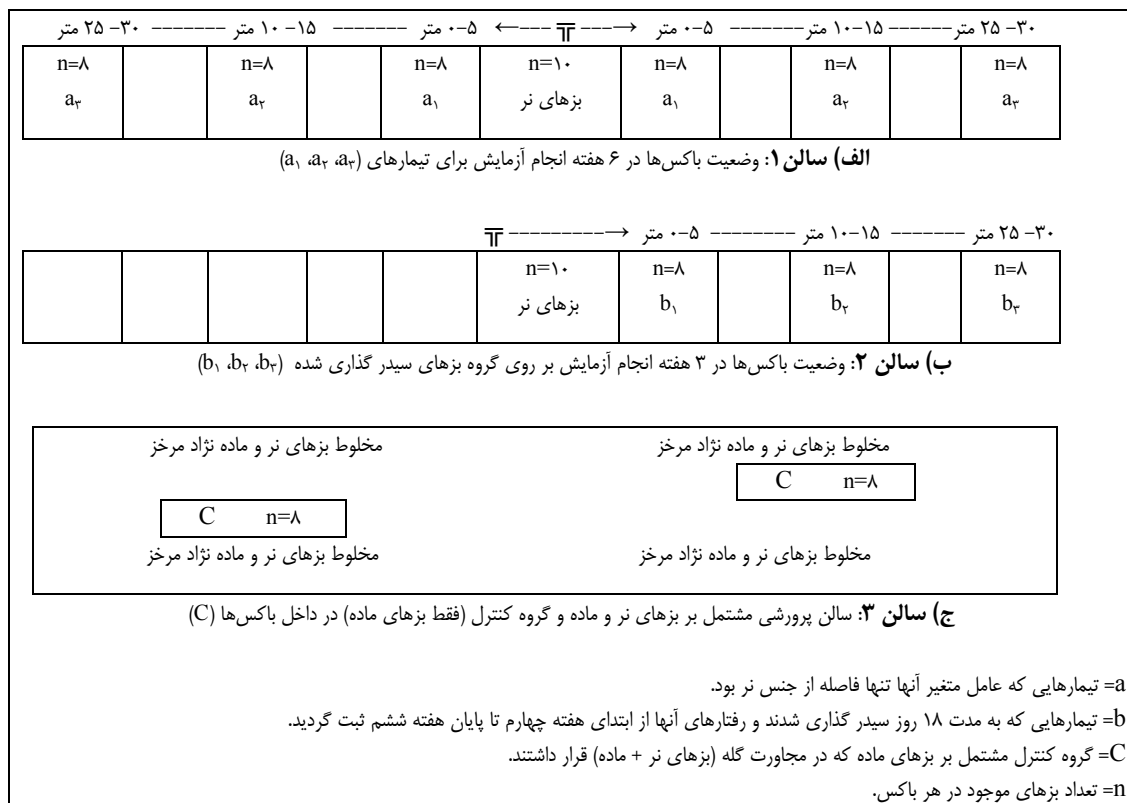 ۳۰- ۲۵ متر ------ ۱۵-۱۰ متر ------- ۵-۰ متر ←--- ╥ ---→ ۵-۰ متر ------- ۱۵- ۱۰ متر ------- ۳۰- ۲۵ متر
n=۸ n=۸ n=۸ n=۱۰ n=۸ n=۸ n=۸
a۳ a۲ a۱ بزهای نر a۱ a۲ a۳
الف) سالن۱: وضعیت باکس‌ها در ۶ هفته انجام آزمایش برای تیمارهای (a۱ ،a۲ ،a۳)
╥ ---------→ ۵-۰ متر -------- ۱۵-۱۰ متر ------- ۳۰- ۲۵ متر
n=۱۰ n=۸ n=۸ n=۸
بزهای نر b۱ b۲ b۳
ب) سالن ۲: وضعیت باکس‌ها در ۳ هفته انجام آزمایش بر روی گروه بزهای سیدر گذاری شده (b۱ ،b۲ ،b۳)
مخلوط بزهای نر و ماده نژاد مرخز مخلوط بزهای نر و ماده نژاد مرخز
C n=۸
C n=۸
مخلوط بزهای نر و ماده نژاد مرخز مخلوط بزهای نر و ماده نژاد مرخز
ج) سالن ۳: سالن پرورشی مشتمل بر بزهای نر و ماده و گروه کنترل (فقط بزهای ماده) در داخل باکس‌ها (C)
a= تیمارهایی که عامل متغیر آنها تنها فاصله از جنس نر بود.
b= تیمارهایی که به مدت ۱۸ روز سیدر گذاری شدند و رفتارهای آنها از ابتدای هفته چهارم تا پایان هفته ششم ثبت گردید.
C= گروه کنترل مشتمل بر بزهای ماده که در مجاورت گله (بزهای نر + ماده) قرار داشتند.
n= تعداد بزهای موجود در هر باکس.